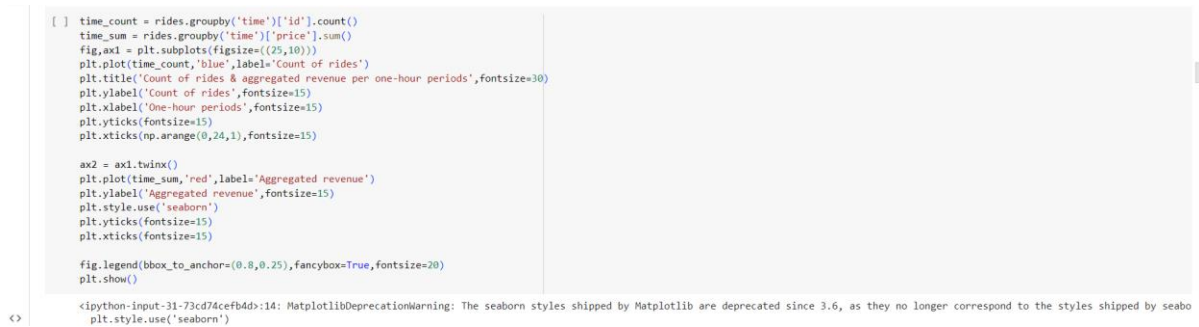 [ ] time_count = rides.groupby('time')['id'].count()
time_sum = rides.groupby('time')['price'].sum()
fig,ax1 = plt.subplots(figsize=((25,10)))
plt.plot(time_count,'blue',label='Count of rides')
plt.title('Count of rides & aggregated revenue per one-hour periods',fontsize=30)
plt.ylabel('Count of rides',fontsize=15)
plt.xlabel('One-hour periods',fontsize=15)
plt.yticks(fontsize=15)
plt.xticks(np.arange(0,24,1),fontsize=15)
ax2 = ax1.twinx()
plt.plot(time_sum,'red',label='Aggregated revenue')
plt.ylabel('Aggregated revenue',fontsize=15)
plt.style.use('seaborn')
plt.yticks(fontsize=15)
plt.xticks(fontsize=15)
fig.legend(bbox_to_anchor=(0.8,0.25),fancybox=True,fontsize=20)
plt.show()
<ipython-input-31-73cd74cefb4d>:14: MatplotlibDeprecationWarning: The seaborn styles shipped by Matplotlib are deprecated since 3.6, as they no longer correspond to the styles shipped by seabo
plt.style.use('seaborn')